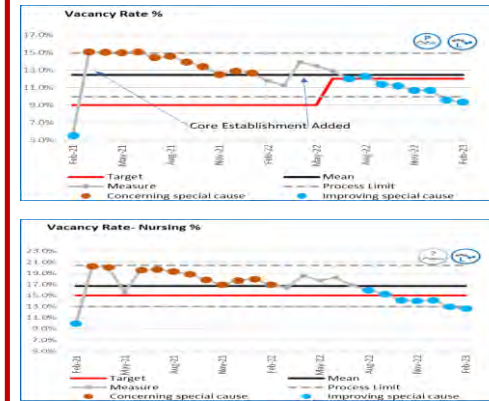 Vacancy Rate %
17.0%
15.0%
13.0%
11.0%
9.0%
7.0%
5.0%
Core Establishment Added
Feb-21
May-21
Aug-21
Nov-21
Feb-22
May-22
Aug-22
Nov-22
Feb-23
Target
Mean
Measure
Process Limit
Concerning special cause
Improving special cause
Vacancy Rate- Nursing %
23.0%
21.0%
19.0%
17.0%
15.0%
13.0%
11.0%
9.0%
7.0%
5.0%
Feb-21
May-21
Aug-21
Nov-21
Feb-22
May-22
Aug-22
Nov-22
Feb-23
Target
Mean
Measure
Process Limit
Concerning special cause
Improving special cause